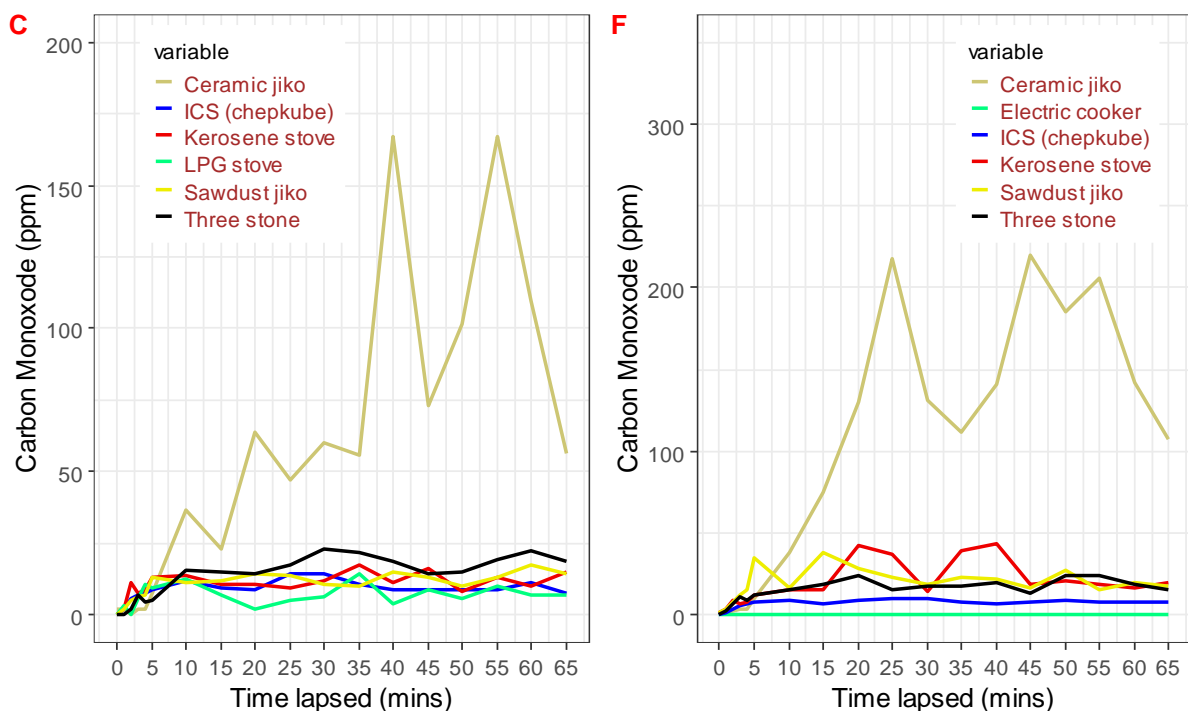 C
Carbon Monoxode (ppm)
200
150
100
50
0
variable
Ceramic jiko
ICS (chepkube)
Kerosene stove
LPG stove
Sawdust jiko
Three stone
0 5 10 15 20 25 30 35 40 45 50 55 60 65
Time lapsed (mins)
F
Carbon Monoxode (ppm)
300
200
100
0
variable
Ceramic jiko
Electric cooker
ICS (chepkube)
Kerosene stove
Sawdust jiko
Three stone
0 5 10 15 20 25 30 35 40 45 50 55 60 65
Time lapsed (mins)